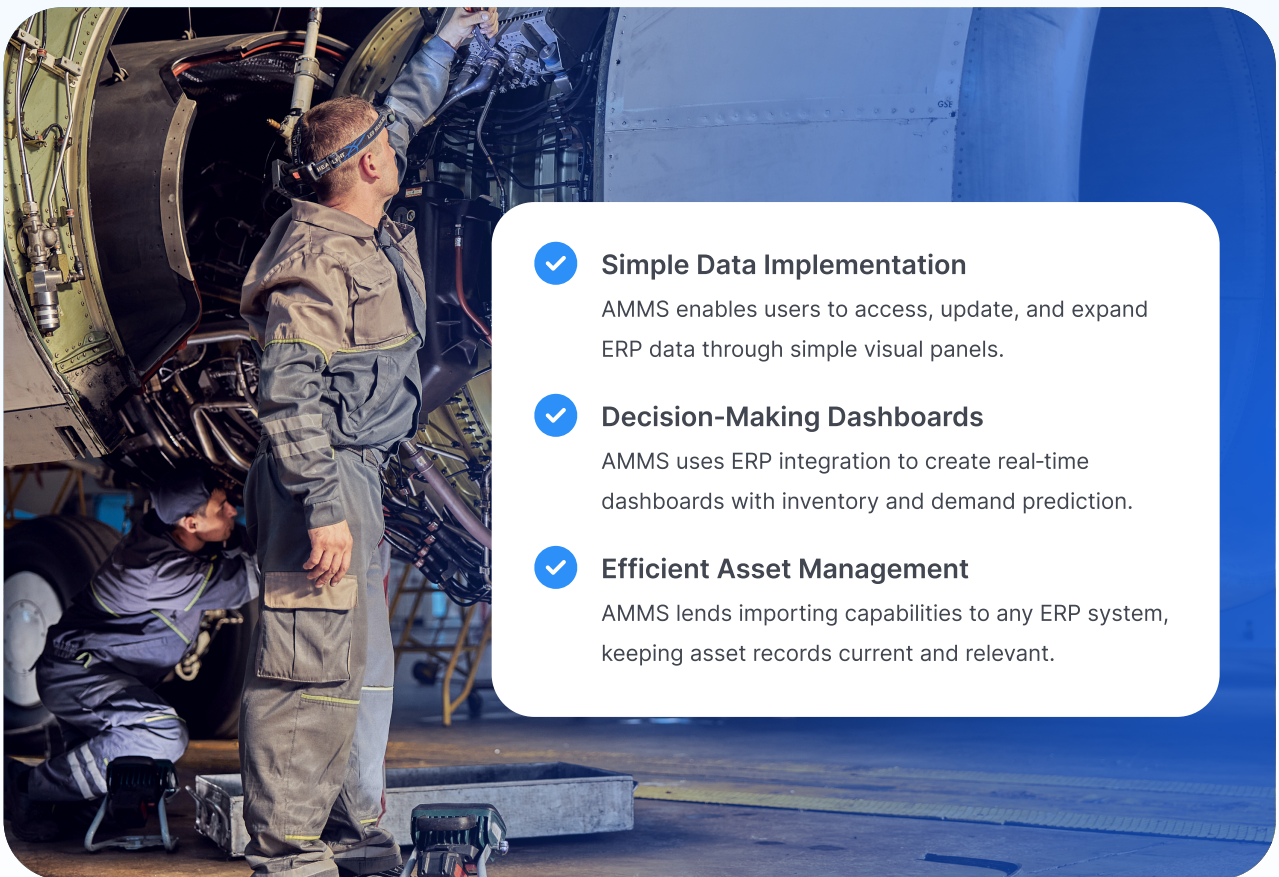 GSE
Simple Data Implementation
AMMS enables users to access, update, and expand
ERP data through simple visual panels.
Decision-Making Dashboards
AMMS uses ERP integration to create real-time
dashboards with inventory and demand prediction.
Efficient Asset Management
AMMS lends importing capabilities to any ERP system,
keeping asset records current and relevant.